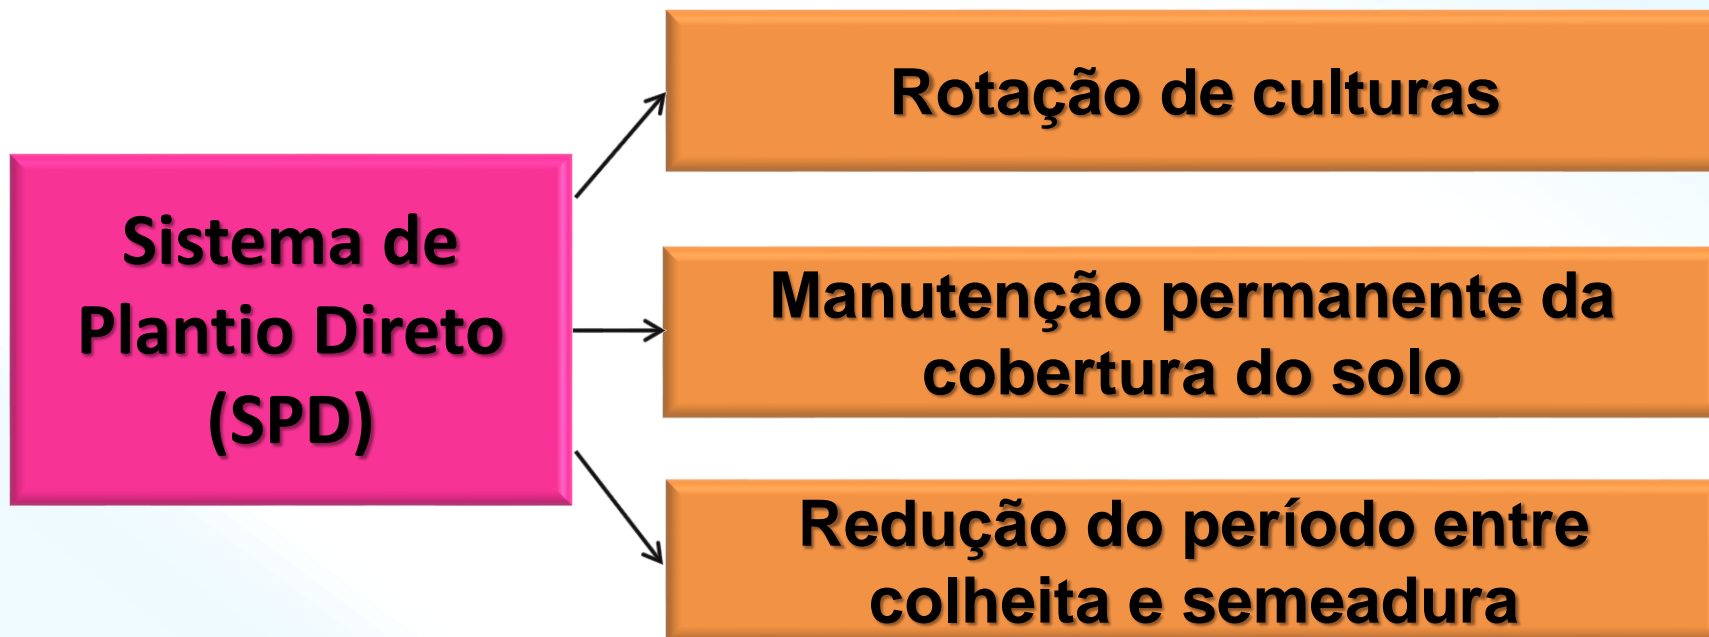 Sistema de
Plantio Direto
(SPD)
Rotação de culturas
Manutenção permanente da
cobertura do solo
Redução do período entre
colheita e semeadura